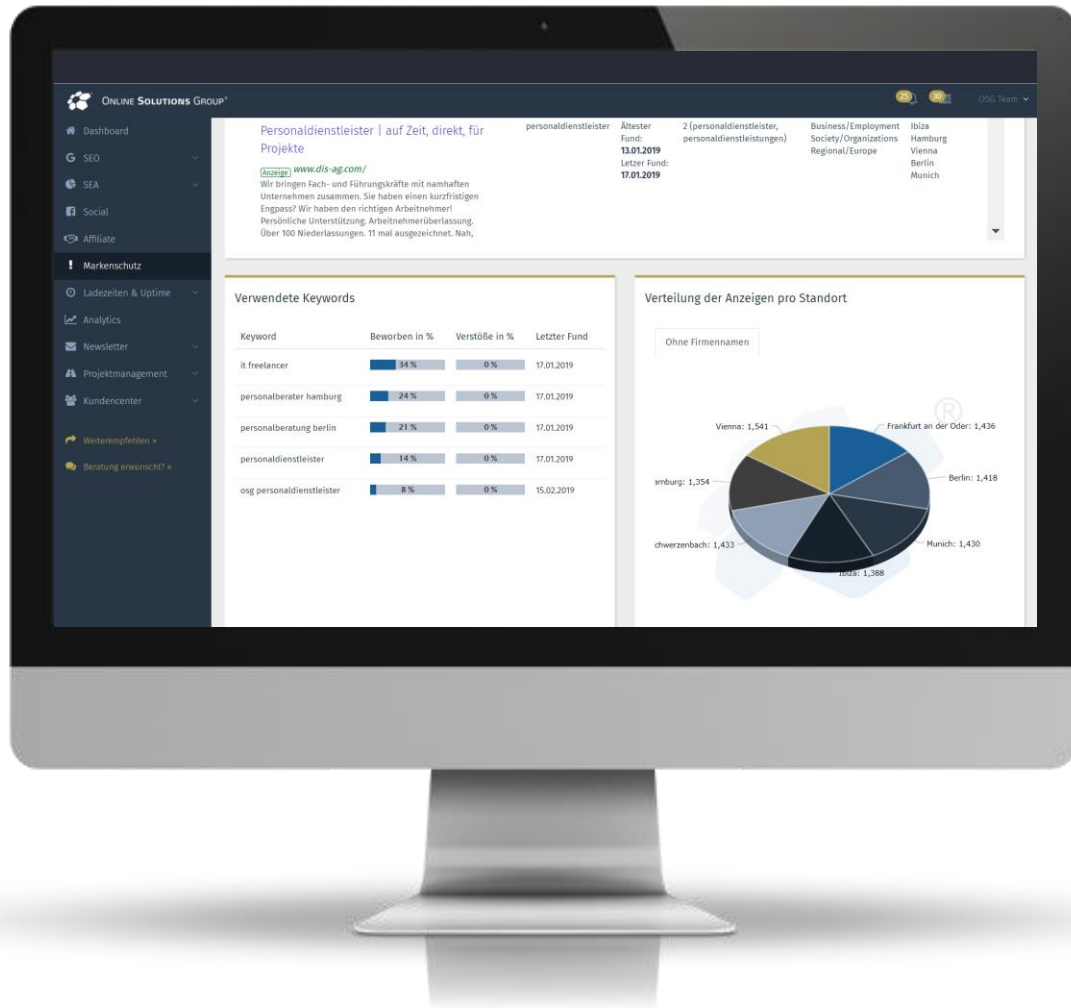 ONLINE SOLUTIONS GROUP®
25
30
OSG Team
Dashboard
SEO
SEA
Social
Affiliate
Markenschutz
Ladezeiten & Uptime
Analytics
Newsletter
Projektmanagement
Kundencenter
Weiterempfehlen »
Beratung erwünscht? »
Personaldienstleister | auf Zeit, direkt, für
Projekte
Anzeige www.dis-ag.com/
Wir bringen Fach- und Führungskräfte mit namhaften
Unternehmen zusammen. Sie haben einen kurzfristigen
Engpass? Wir haben den richtigen Arbeitnehmer!
Persönliche Unterstützung. Arbeitnehmerüberlassung.
Über 100 Niederlassungen. 11 mal ausgezeichnet. Nah,
personaldienstleister
Ältester
Fund:
13.01.2019
Letzer Fund:
17.01.2019
2 (personaldienstleister,
personaldienstleistungen)
Business/Employment
Society/Organizations
Regional/Europe
Ibiza
Hamburg
Vienna
Berlin
Munich
Verwendete Keywords
Keyword Beworben in % Verstöße in % Letzter Fund
it freelancer 34 % 0 % 17.01.2019
personalberater hamburg 24 % 0 % 17.01.2019
personalberatung berlin 21 % 0 % 17.01.2019
personaldienstleister 14 % 0 % 17.01.2019
osg personaldienstleister 8 % 0 % 15.02.2019
Verteilung der Anzeigen pro Standort
Ohne Firmennamen
®
Vienna: 1,541
Frankfurt an der Oder: 1,436
amburg: 1,354
Berlin: 1,418
chwerzenbach: 1,433
Munich: 1,430
Ibiza: 1,388